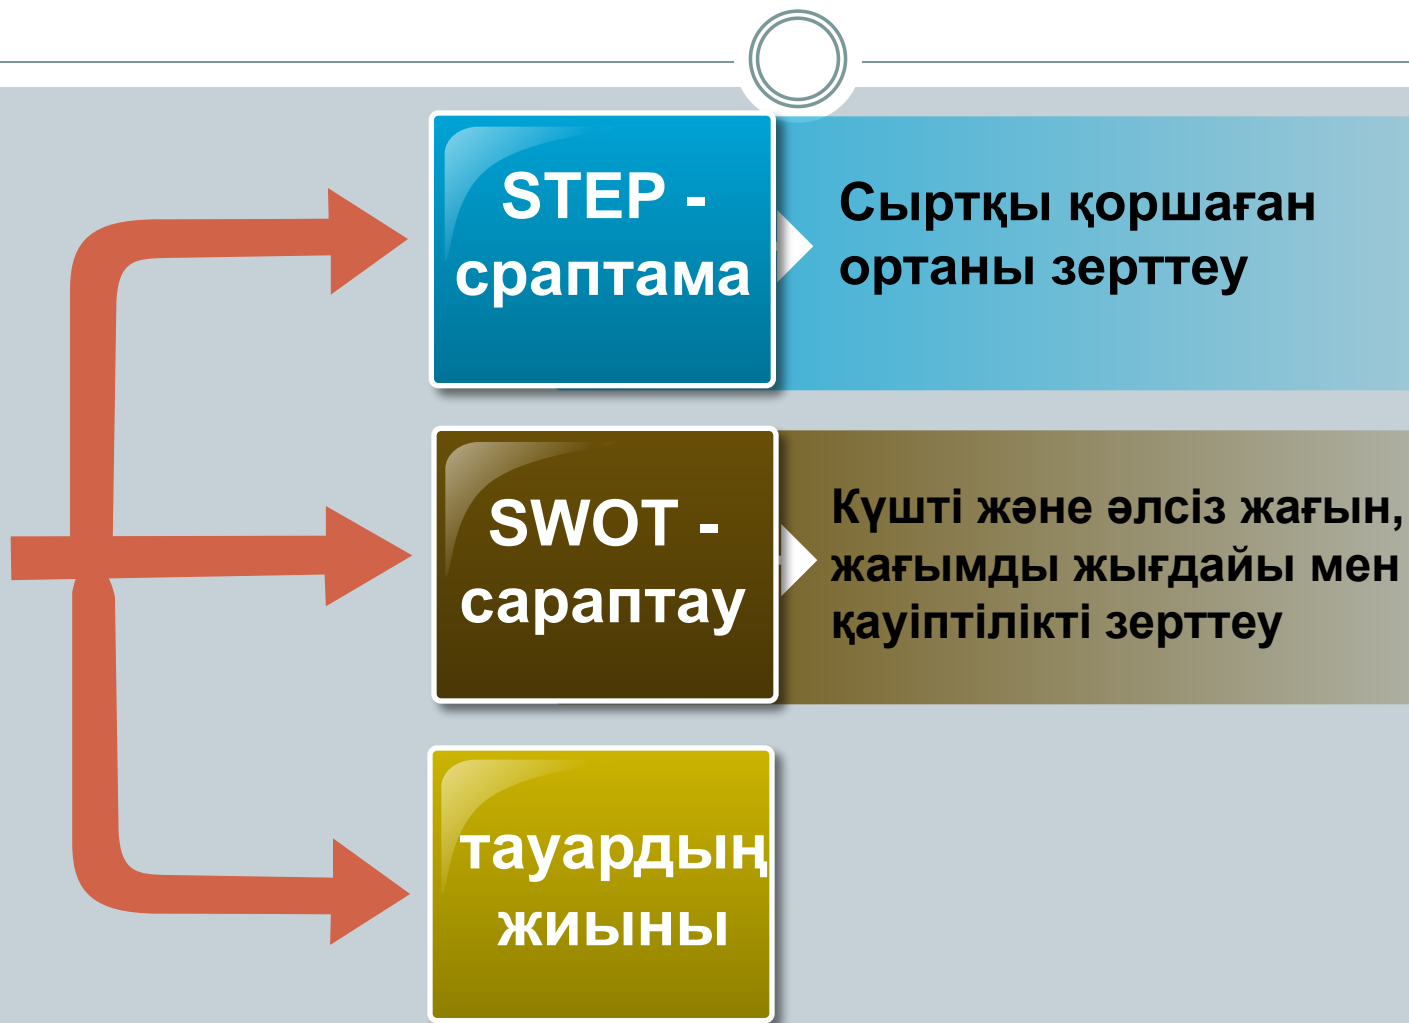 STEP -
сраптама
Сыртқы қоршаған
ортаны зерттеу
SWOT -
сараптау
Күшті және әлсіз жағын,
жағымды жығдайы мен
қауіптілікті зерттеу
тауардың
жиыны